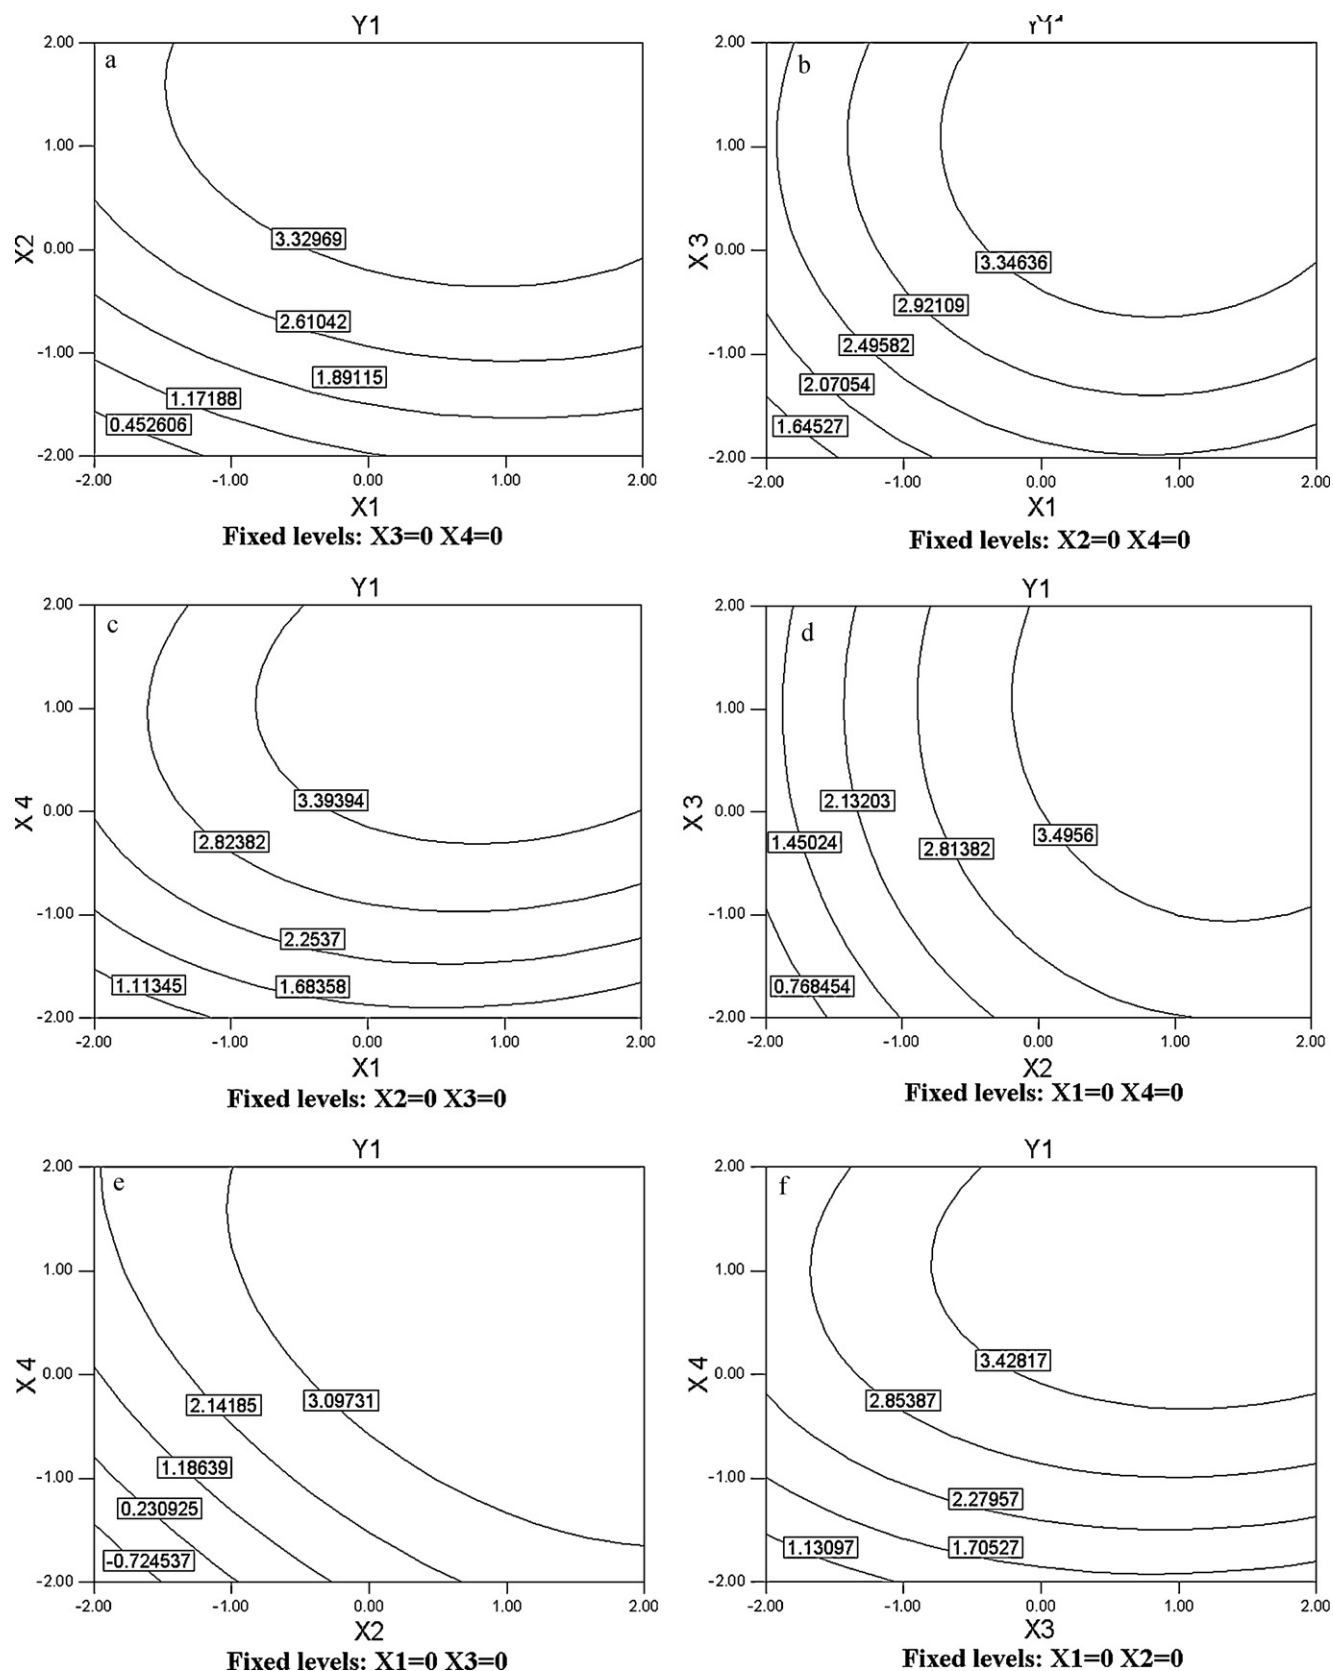 Y1
a
2.00
1.00
0.00
-1.00
-2.00
X2
3.32969
2.61042
1.89115
1.17188
0.452606
-2.00 -1.00 0.00 1.00 2.00
X1
Fixed levels: X3=0 X4=0
Y1
b
2.00
1.00
0.00
-1.00
-2.00
X 3
3.34636
2.92109
2.49582
2.07054
1.64527
-2.00 -1.00 0.00 1.00 2.00
X1
Fixed levels: X2=0 X4=0
Y1
c
2.00
1.00
0.00
-1.00
-2.00
X 4
3.39394
2.82382
2.2537
1.68358
1.11345
-2.00 -1.00 0.00 1.00 2.00
X1
Fixed levels: X2=0 X3=0
Y1
d
2.00
1.00
0.00
-1.00
-2.00
X 3
2.13203
3.4956
1.45024
2.81382
0.768454
-2.00 -1.00 0.00 1.00 2.00
X2
Fixed levels: X1=0 X4=0
Y1
e
2.00
1.00
0.00
-1.00
-2.00
X 4
3.09731
2.14185
1.18639
0.230925
-0.724537
-2.00 -1.00 0.00 1.00 2.00
X2
Fixed levels: X1=0 X3=0
Y1
f
2.00
1.00
0.00
-1.00
-2.00
X 4
3.42817
2.85387
2.27957
1.70527
1.13097
-2.00 -1.00 0.00 1.00 2.00
X3
Fixed levels: X1=0 X2=0